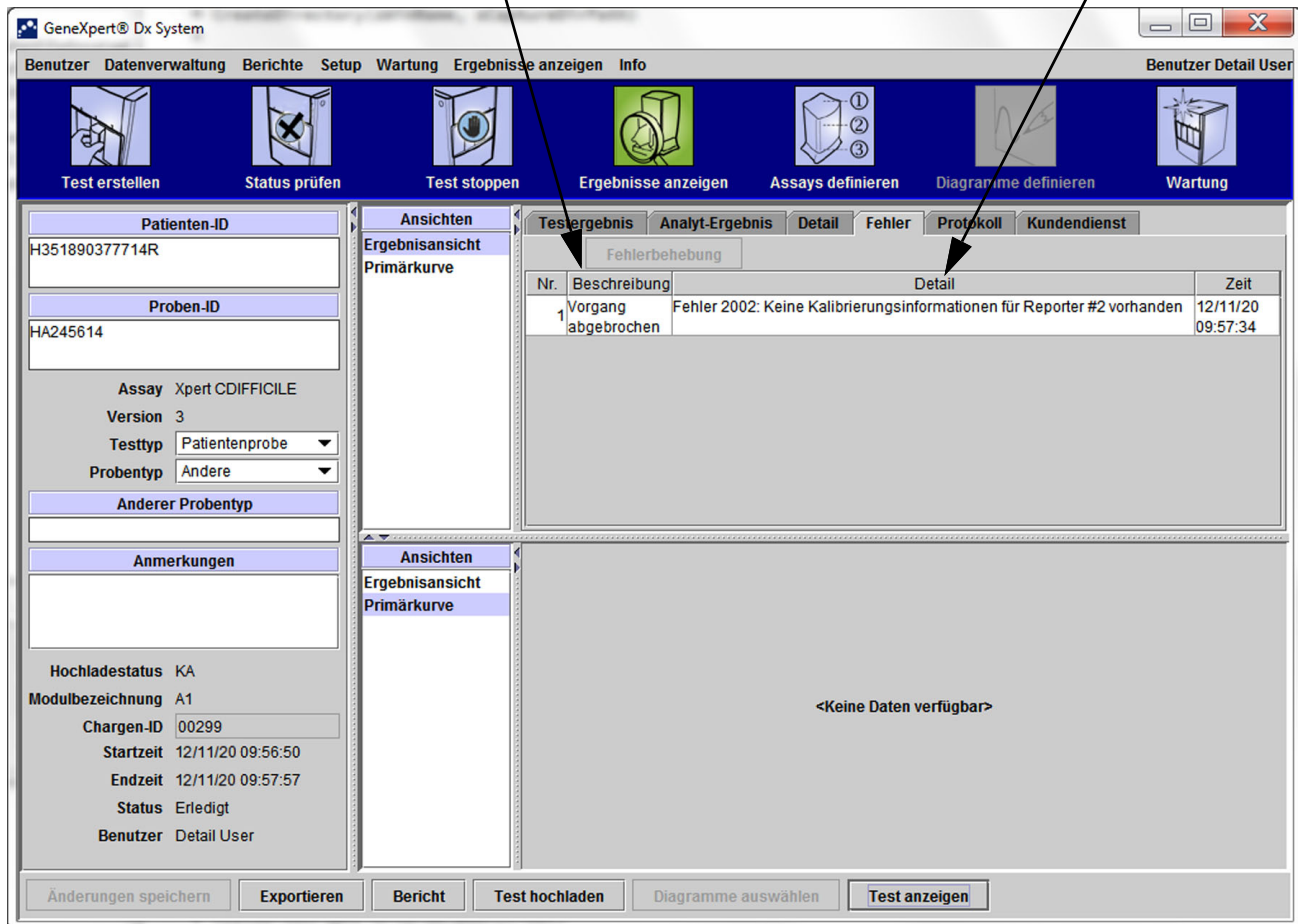 GeneXpert® Dx System
Benutzer Datenverwaltung Berichte Setup Wartung Ergebnisse anzeigen Info Benutzer Detail User
Test erstellen Status prüfen Test stoppen Ergebnisse anzeigen Assays definieren Diagramme definieren Wartung
1
2
3
Patienten-ID
H351890377714R
Proben-ID
HA245614
Assay Xpert CDIFFICILE
Version 3
Testtyp Patientenprobe
Probentyp Andere
Anderer Probentyp
Anmerkungen
Hochladestatus KA
Modulbezeichnung A1
Chargen-ID 00299
Startzeit 12/11/20 09:56:50
Endzeit 12/11/20 09:57:57
Status Erledigt
Benutzer Detail User
Ansichten
Ergebnisansicht
Primärkurve
Testergebnis Analyt-Ergebnis Detail Fehler Protokoll Kundendienst
Fehlerbehebung
Nr. Beschreibung Detail Zeit
1 Vorgang abgebrochen Fehler 2002: Keine Kalibrierungsinformationen für Reporter #2 vorhanden 12/11/20 09:57:34
Ansichten
Ergebnisansicht
Primärkurve
<Keine Daten verfügbar>
Änderungen speichern Exportieren Bericht Test hochladen Diagramme auswählen Test anzeigen